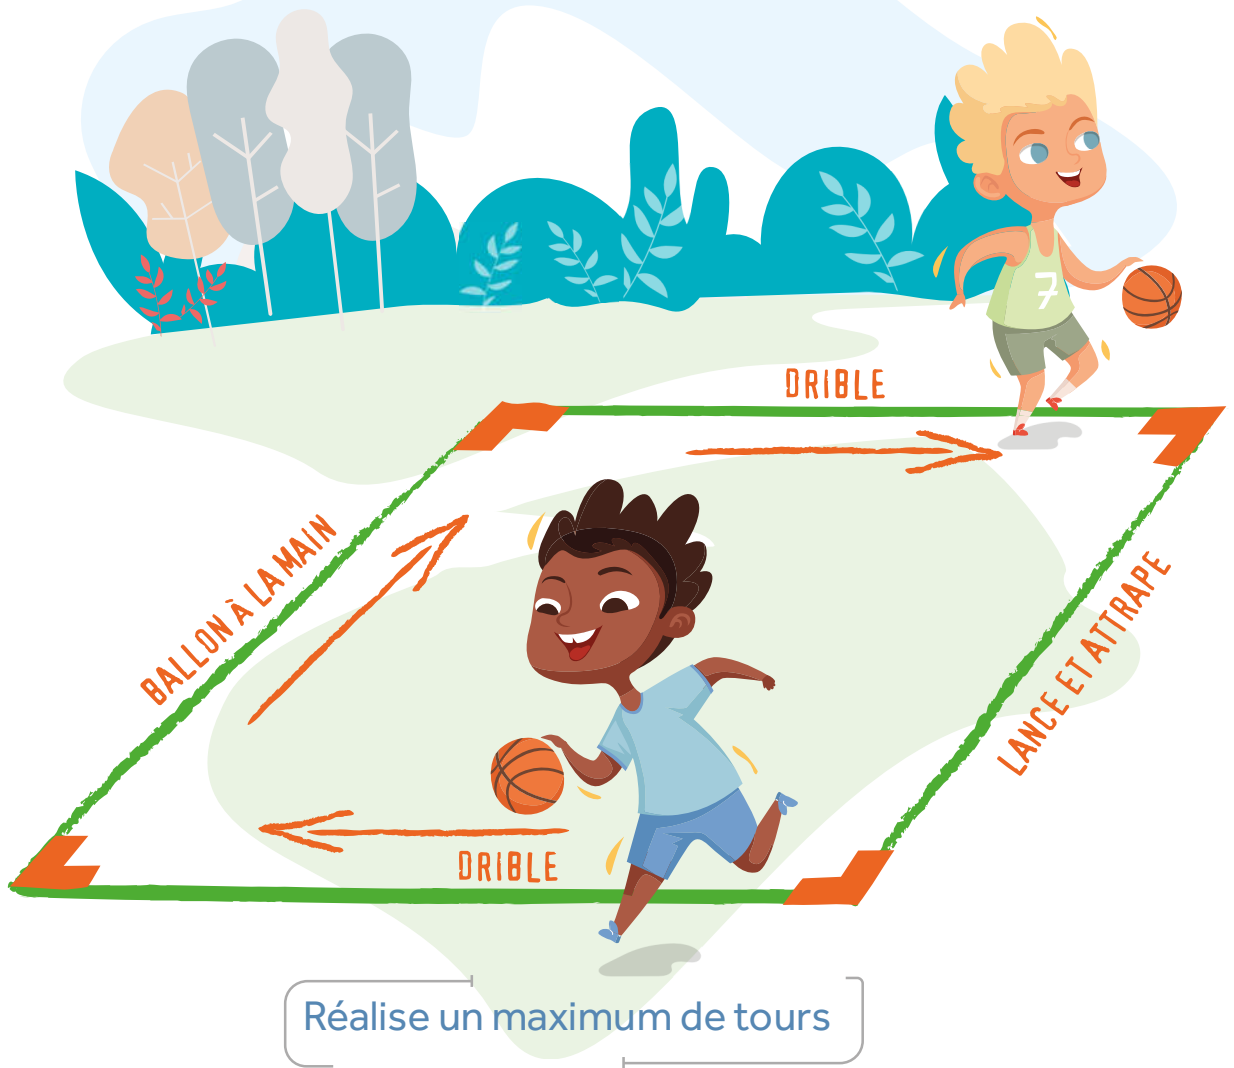 7
DRIBLE
BALLON À LA MAIN
LANCE ET ATTRAPE
DRIBLE
Réalise un maximum de tours